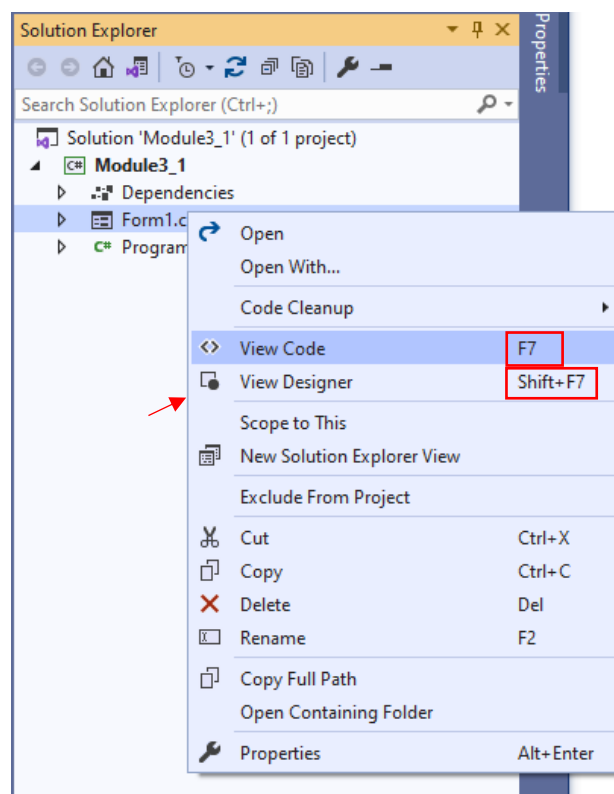 Solution Explorer
Properties
Search Solution Explorer (Ctrl+;)
Solution 'Module3_1' (1 of 1 project)
C# Module3_1
Dependencies
Form1.c
C# Program
Open
Open With...
Code Cleanup
View Code F7
View Designer Shift+F7
Scope to This
New Solution Explorer View
Exclude From Project
Cut Ctrl+X
Copy Ctrl+C
Delete Del
Rename F2
Copy Full Path
Open Containing Folder
Properties Alt+Enter